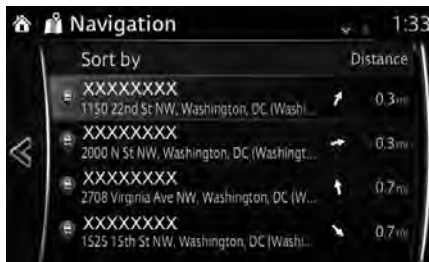 Navigation 1:33
Sort by Distance
XXXXXXXX
1150 22nd St NW, Washington, DC (Washi... 0.3mi
XXXXXXXX
2000 N St NW, Washington, DC (Washingt... 0.3mi
XXXXXXXX
2708 Virginia Ave NW, Washington, DC (W... 0.7mi
XXXXXXXX
1525 15th St NW, Washington, DC (Washi... 0.7mi